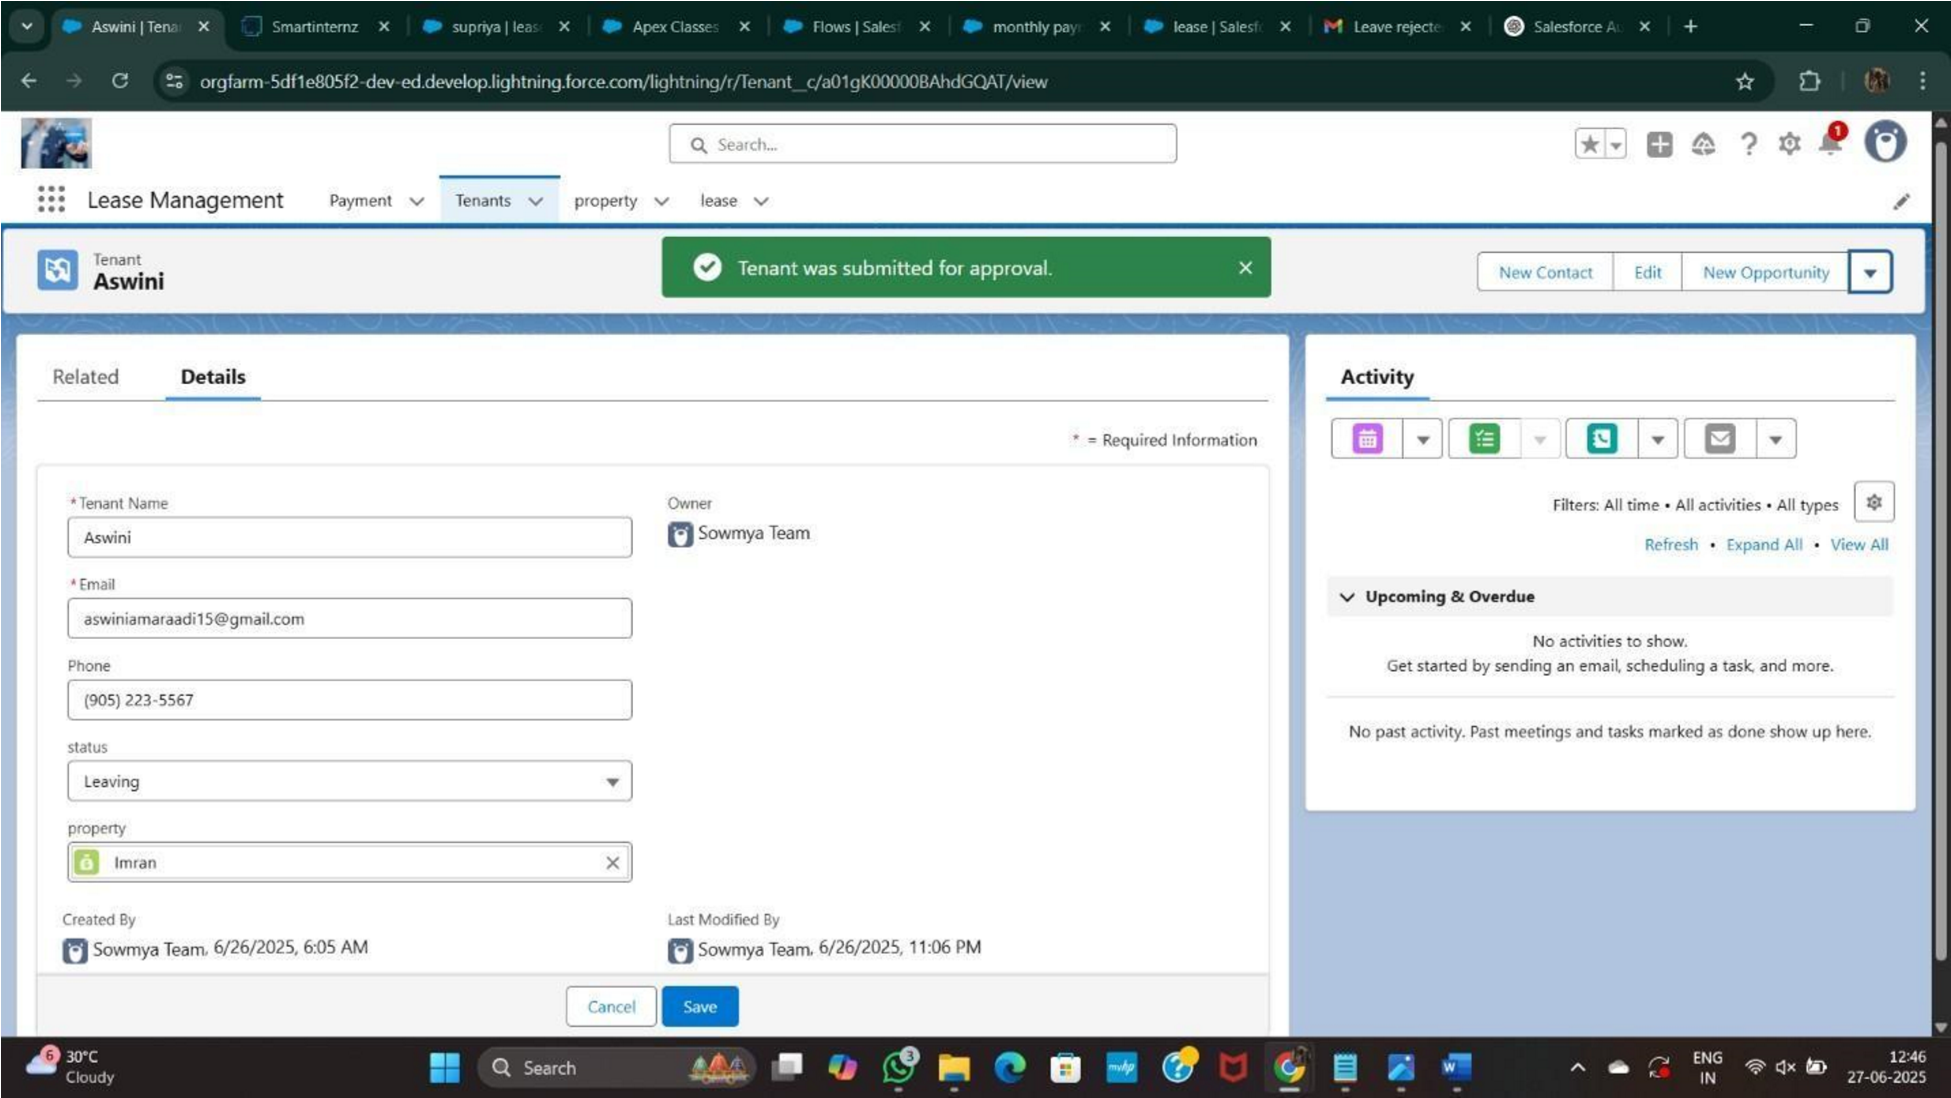 Aswini | Tena
Smartinternz
supriya | leas
Apex Classes
Flows | Salesf
monthly pay
lease | Salesfo
Leave rejecte
Salesforce Au
orgfarm-5df1e805f2-dev-ed.develop.lightning.force.com/lightning/r/Tenant__c/a01gK00000BAhdGQAT/view
Search...
1
Lease Management
Payment
Tenants
property
lease
Tenant
Aswini
Tenant was submitted for approval.
New Contact
Edit
New Opportunity
Related
Details
* = Required Information
*Tenant Name
Aswini
Owner
Sowmya Team
*Email
aswiniamaraadi15@gmail.com
Phone
(905) 223-5567
status
Leaving
property
Imran
Created By
Sowmya Team, 6/26/2025, 6:05 AM
Last Modified By
Sowmya Team, 6/26/2025, 11:06 PM
Cancel
Save
Activity
Filters: All time • All activities • All types
Refresh • Expand All • View All
Upcoming & Overdue
No activities to show.
Get started by sending an email, scheduling a task, and more.
No past activity. Past meetings and tasks marked as done show up here.
6
30°C
Cloudy
Search
3
myhp
W
ENG
IN
12:46
27-06-2025